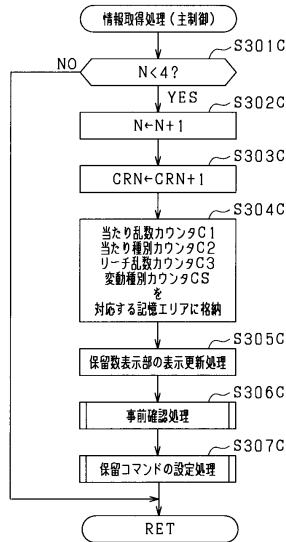 情報取得処理(主制御)
S301C
NO
N<4?
YES
S302C
N←N+1
S303C
CRN←CRN+1
S304C
当たり乱数カウンタC1
当たり種別カウンタC2
リーチ乱数カウンタC3
変動種別カウンタCS
を
対応する記憶エリアに格納
S305C
保留数表示部の表示更新処理
S306C
事前確認処理
S307C
保留コマンドの設定処理
RET